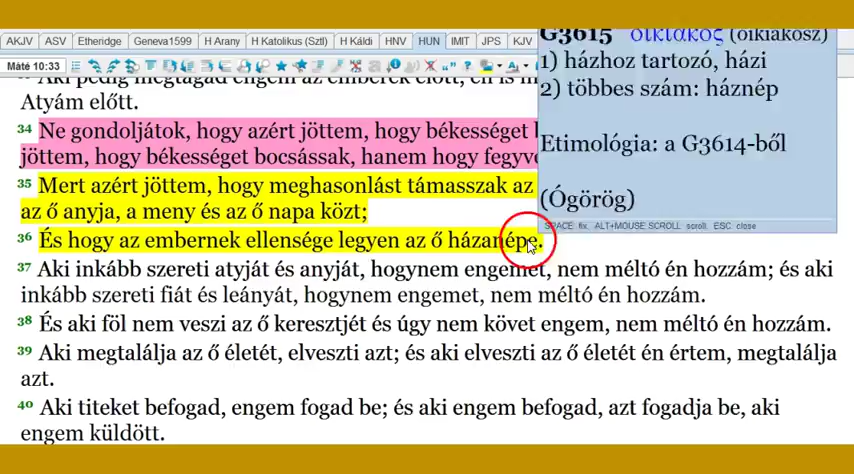 AKJV ASV Etheridge Geneva1599 H Arany H Katolikus (Sztl) H Káldi HNV HUN IMIT JPS KJV
Máté 10:33
Atyám előtt.
34 Ne gondoljátok, hogy azért jöttem, hogy békességet
jöttem, hogy békességet bocsássak, hanem hogy
35 Mert azért jöttem, hogy meghasonlást támasszak az
az ő anyja, a meny és az ő napa közt;
36 És hogy az embernek ellensége legyen az ő házanépe.
37 Aki inkább szereti atyját és anyját, hogynem engemet, nem méltó én hozzám; és aki
inkább szereti fiát és leányát, hogynem engemet, nem méltó én hozzám.
38 És aki föl nem veszi az ő keresztjét és úgy nem követ engem, nem méltó én hozzám.
39 Aki megtalálja az ő életét, elveszti azt; és aki elveszti az ő életét én értem, megtalálja
azt.
40 Aki titeket befogad, engem fogad be; és aki engem befogad, azt fogadja be, aki
engem küldött.
G3615 οἰκιακός (oikiakosz)
1) házhoz tartozó, házi
2) többes szám: háznép
Etimológia: a G3614-ből
(Ógörög)
SPACE fix. ALT+MOUSE SCROLL scroll. ESC close